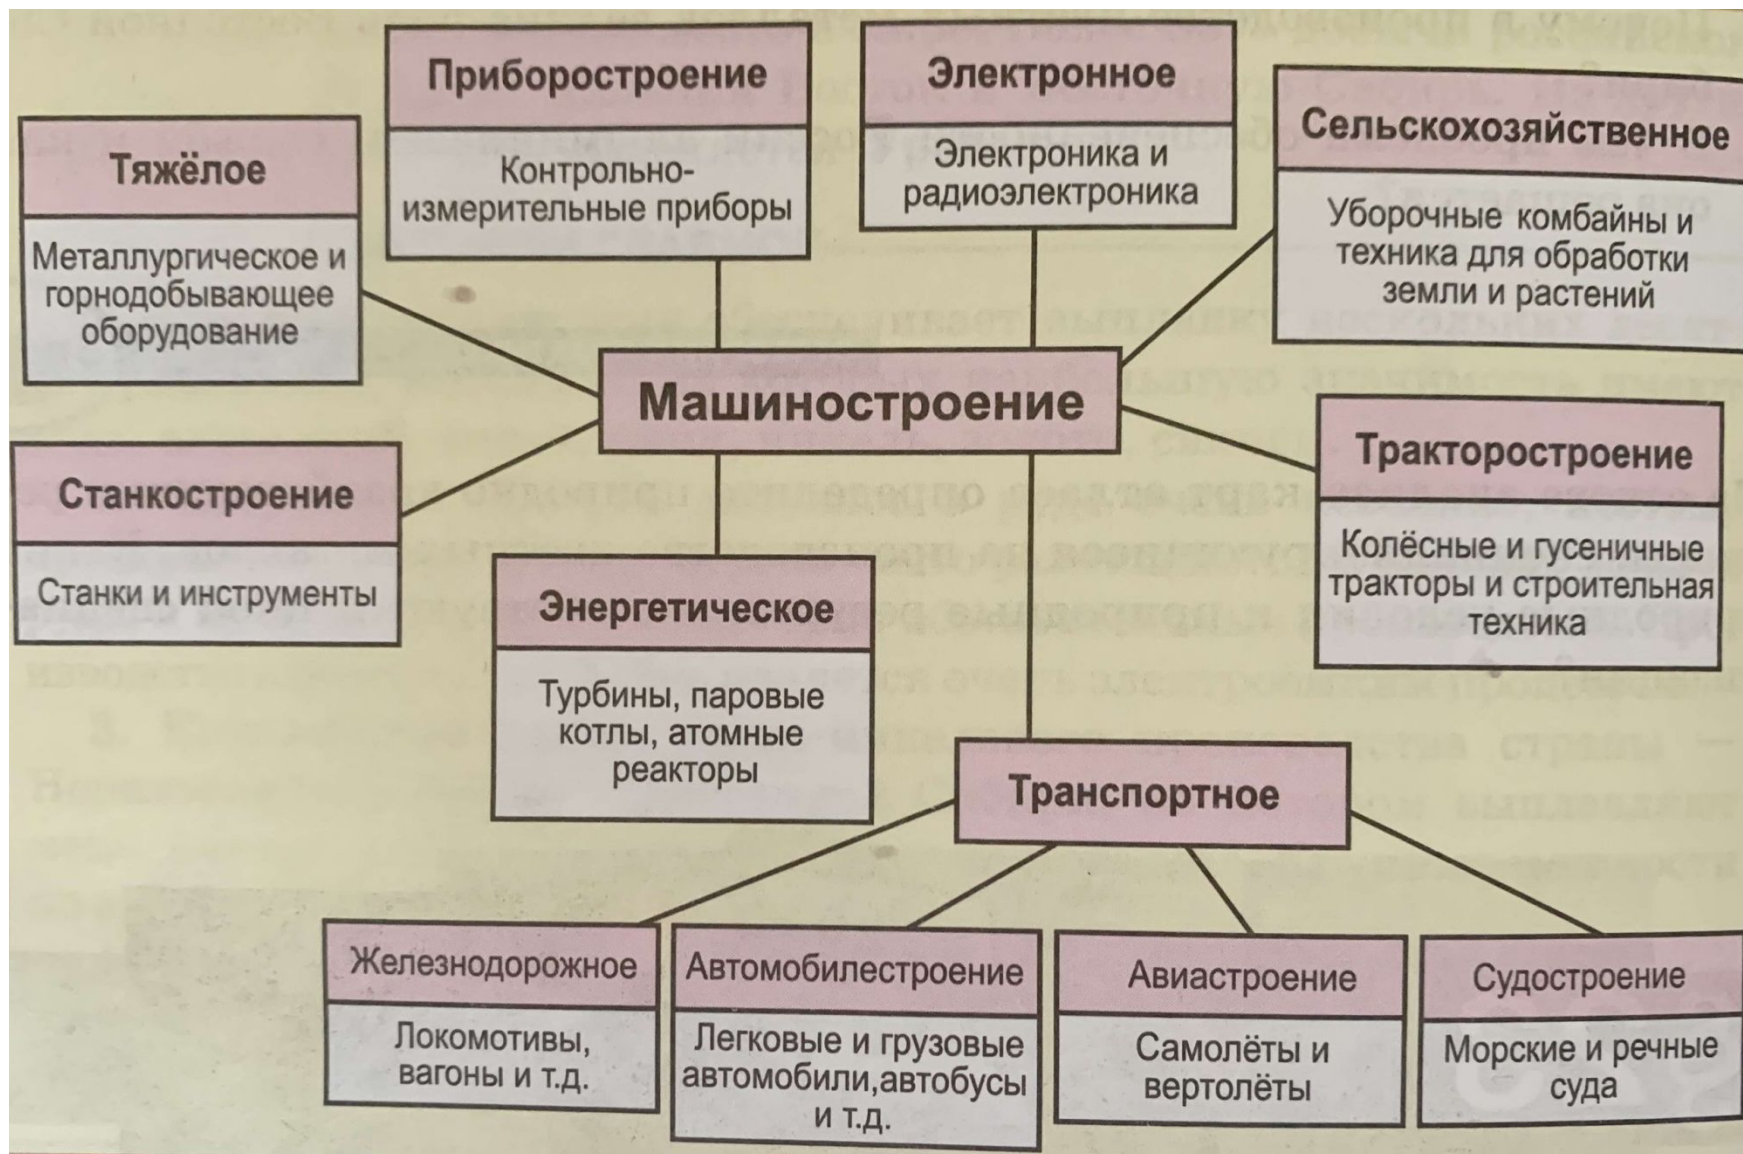 Приборостроение
Контрольно-
измерительные приборы
Электронное
Электроника и
радиоэлектроника
Сельскохозяйственное
Уборочные комбайны и
техника для обработки
земли и растений
Тяжёлое
Металлургическое и
горнодобывающее
оборудование
Машиностроение
Станкостроение
Станки и инструменты
Тракторостроение
Колёсные и гусеничные
тракторы и строительная
техника
Энергетическое
Турбины, паровые
котлы, атомные
реакторы
Транспортное
Железнодорожное
Локомотивы,
вагоны и т.д.
Автомобилестроение
Легковые и грузовые
автомобили,автобусы
и т.д.
Авиастроение
Самолёты и
вертолёты
Судостроение
Морские и речные
суда